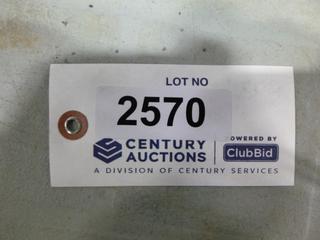 LOT NO
2570
CENTURY
AUCTIONS
POWERED BY
ClubBid
A DIVISION OF CENTURY SERVICES